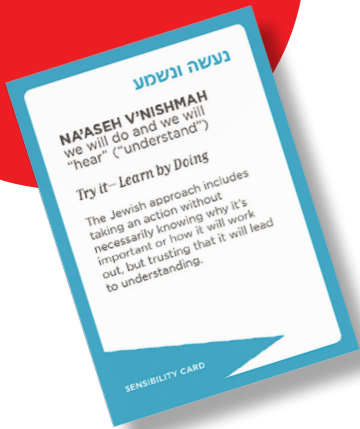 נעשה ונשמע
NA'ASEH V'NISHMAH
we will do and we will
"hear" ("understand")
Try it—Learn by Doing
The Jewish approach includes
taking an action without
necessarily knowing why it's
important or how it will work
out, but trusting that it will lead
to understanding.
SENSIBILITY CARD